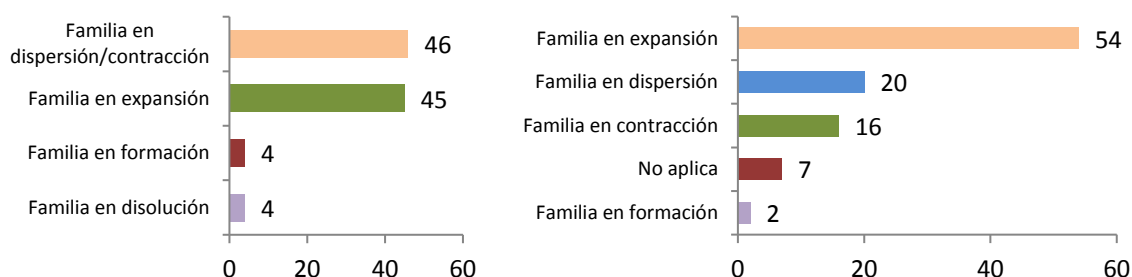 Familia en
dispersión/contracción
46
Familia en expansión
45
Familia en formación
4
Familia en disolución
4
0 20 40 60
Familia en expansión
54
Familia en dispersión
20
Familia en contracción
16
No aplica
7
Familia en formación
2
0 20 40 60